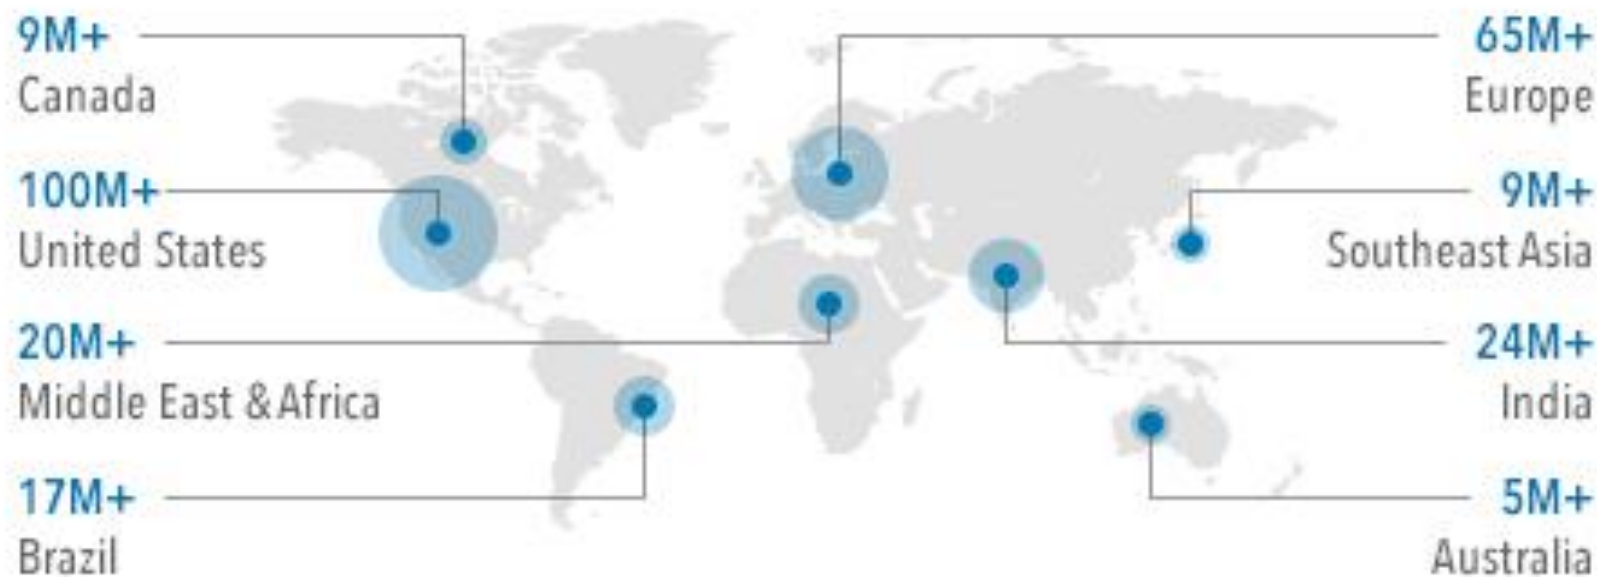 9M+
Canada
100M+
United States
20M+
Middle East & Africa
17M+
Brazil
65M+
Europe
9M+
Southeast Asia
24M+
India
5M+
Australia